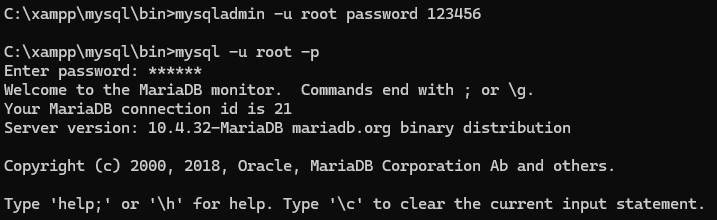 C:\xampp\mysql\bin>mysqladmin -u root password 123456
C:\xampp\mysql\bin>mysql -u root -p
Enter password: ******
Welcome to the MariaDB monitor.  Commands end with ; or \g.
Your MariaDB connection id is 21
Server version: 10.4.32-MariaDB mariadb.org binary distribution
Copyright (c) 2000, 2018, Oracle, MariaDB Corporation Ab and others.
Type 'help;' or '\h' for help. Type '\c' to clear the current input statement.